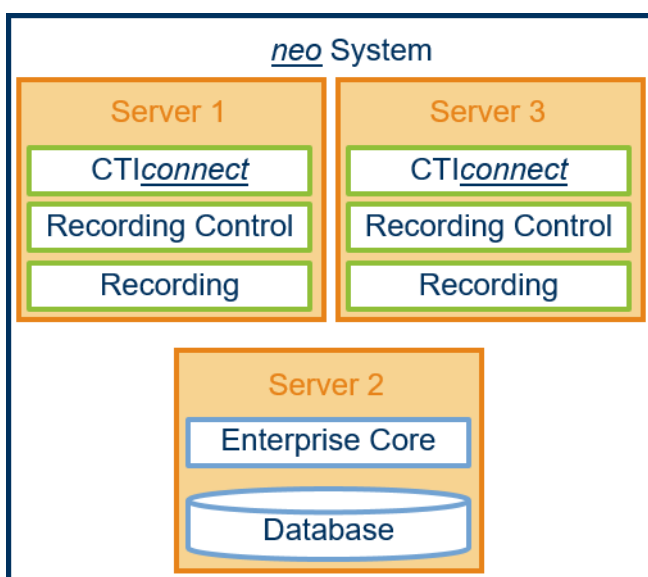 neo System
Server 1
CTIconnect
Recording Control
Recording
Server 3
CTIconnect
Recording Control
Recording
Server 2
Enterprise Core
Database